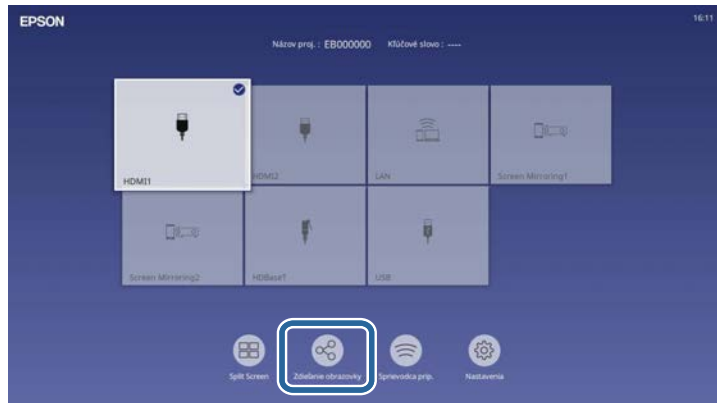 EPSON
16:11
Názov proj. : EB000000 Kľúčové slovo : ----
HDMI1
HDMI2
LAN
Screen Mirroring1
Screen Mirroring2
HDBaseT
USB
Split Screen
Zdieľanie obrazovky
Sprievodca prip.
Nastavenia